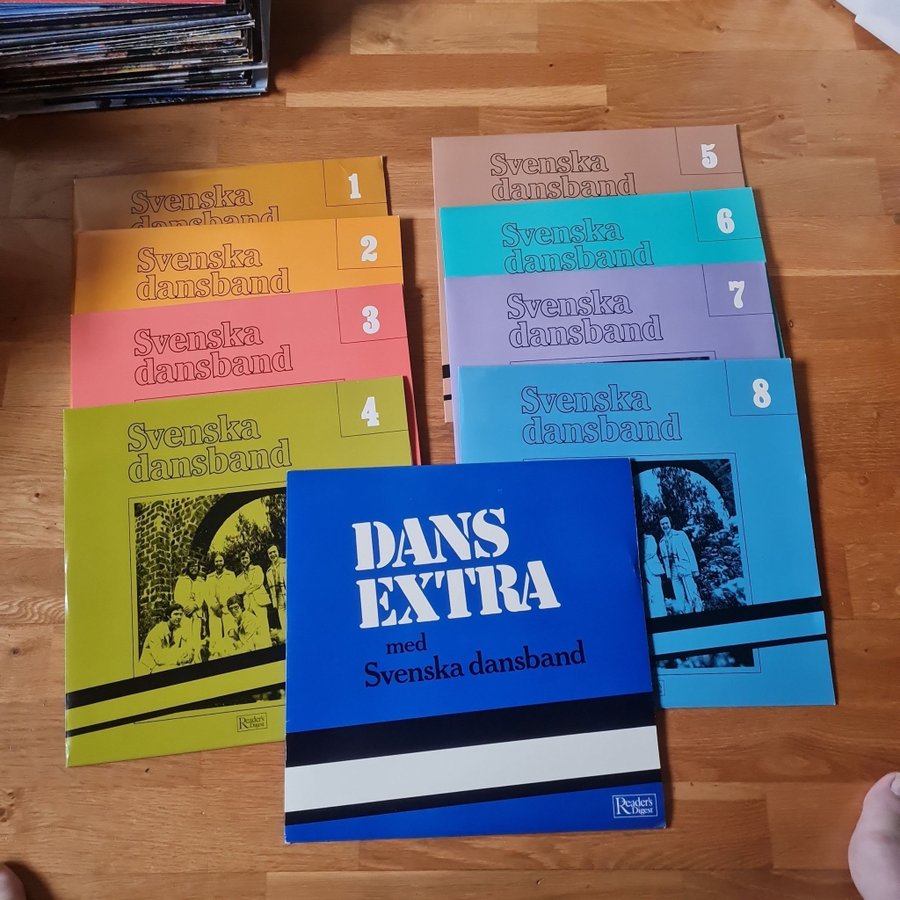 Svenska
dansband
1
Svenska
dansband
2
Svenska
dansband
3
Svenska
dansband
4
Reader's
Digest
Svenska
dansband
5
Svenska
dansband
6
Svenska
dansband
7
Svenska
dansband
8
DANS
EXTRA
med
Svenska dansband
Reader's
Digest